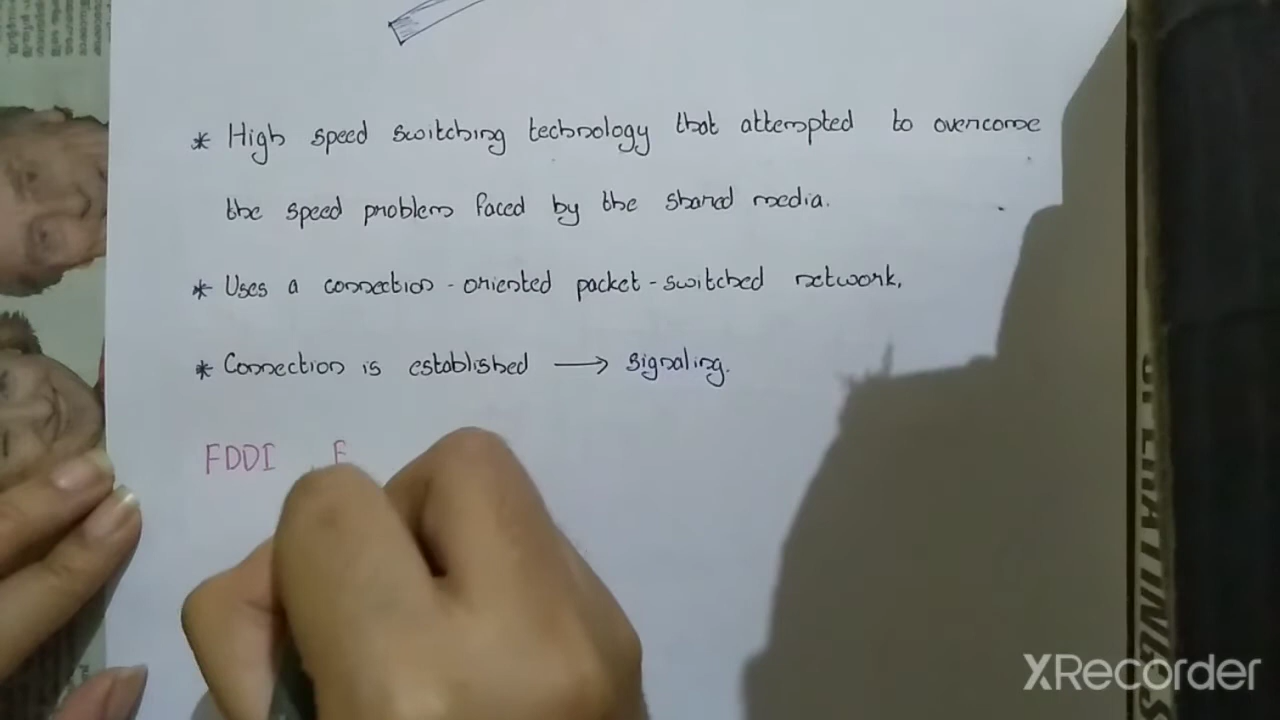 * High speed switching technology that attempted to overcome
the speed problem faced by the shared media.
* Uses a connection-oriented packet-switched network.
* Connection is established → signaling.
FDDI F
XRecorder